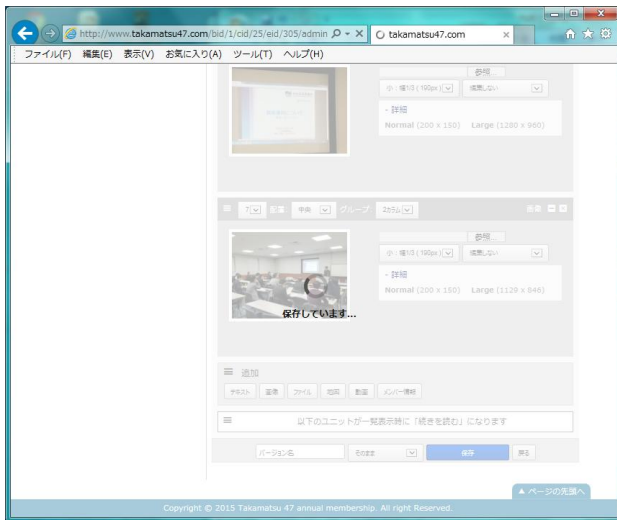 http://www.takamatsu47.com/bid/1/cid/25/eid/305/admin
takamatsu47.com
ファイル(F) 編集(E) 表示(V) お気に入り(A) ツール(T) ヘルプ(H)
参照...
小 : 幅1/3 ( 190px )
編集しない
- 詳細
Normal (200 x 150) Large (1280 x 960)
7 配置 中央 グループ 2カラム 画像
参照...
小 : 幅1/3 ( 190px )
編集しない
- 詳細
Normal (200 x 150) Large (1129 x 846)
保存しています...
追加
テキスト 画像 ファイル 地図 動画 メンバー情報
以下のユニットが一覧表示時に「続きを読む」になります
バージョン名 そのまま 保存 戻る
▲ ページの先頭へ
Copyright © 2015 Takamatsu 47 annual membership. All right Reserved.